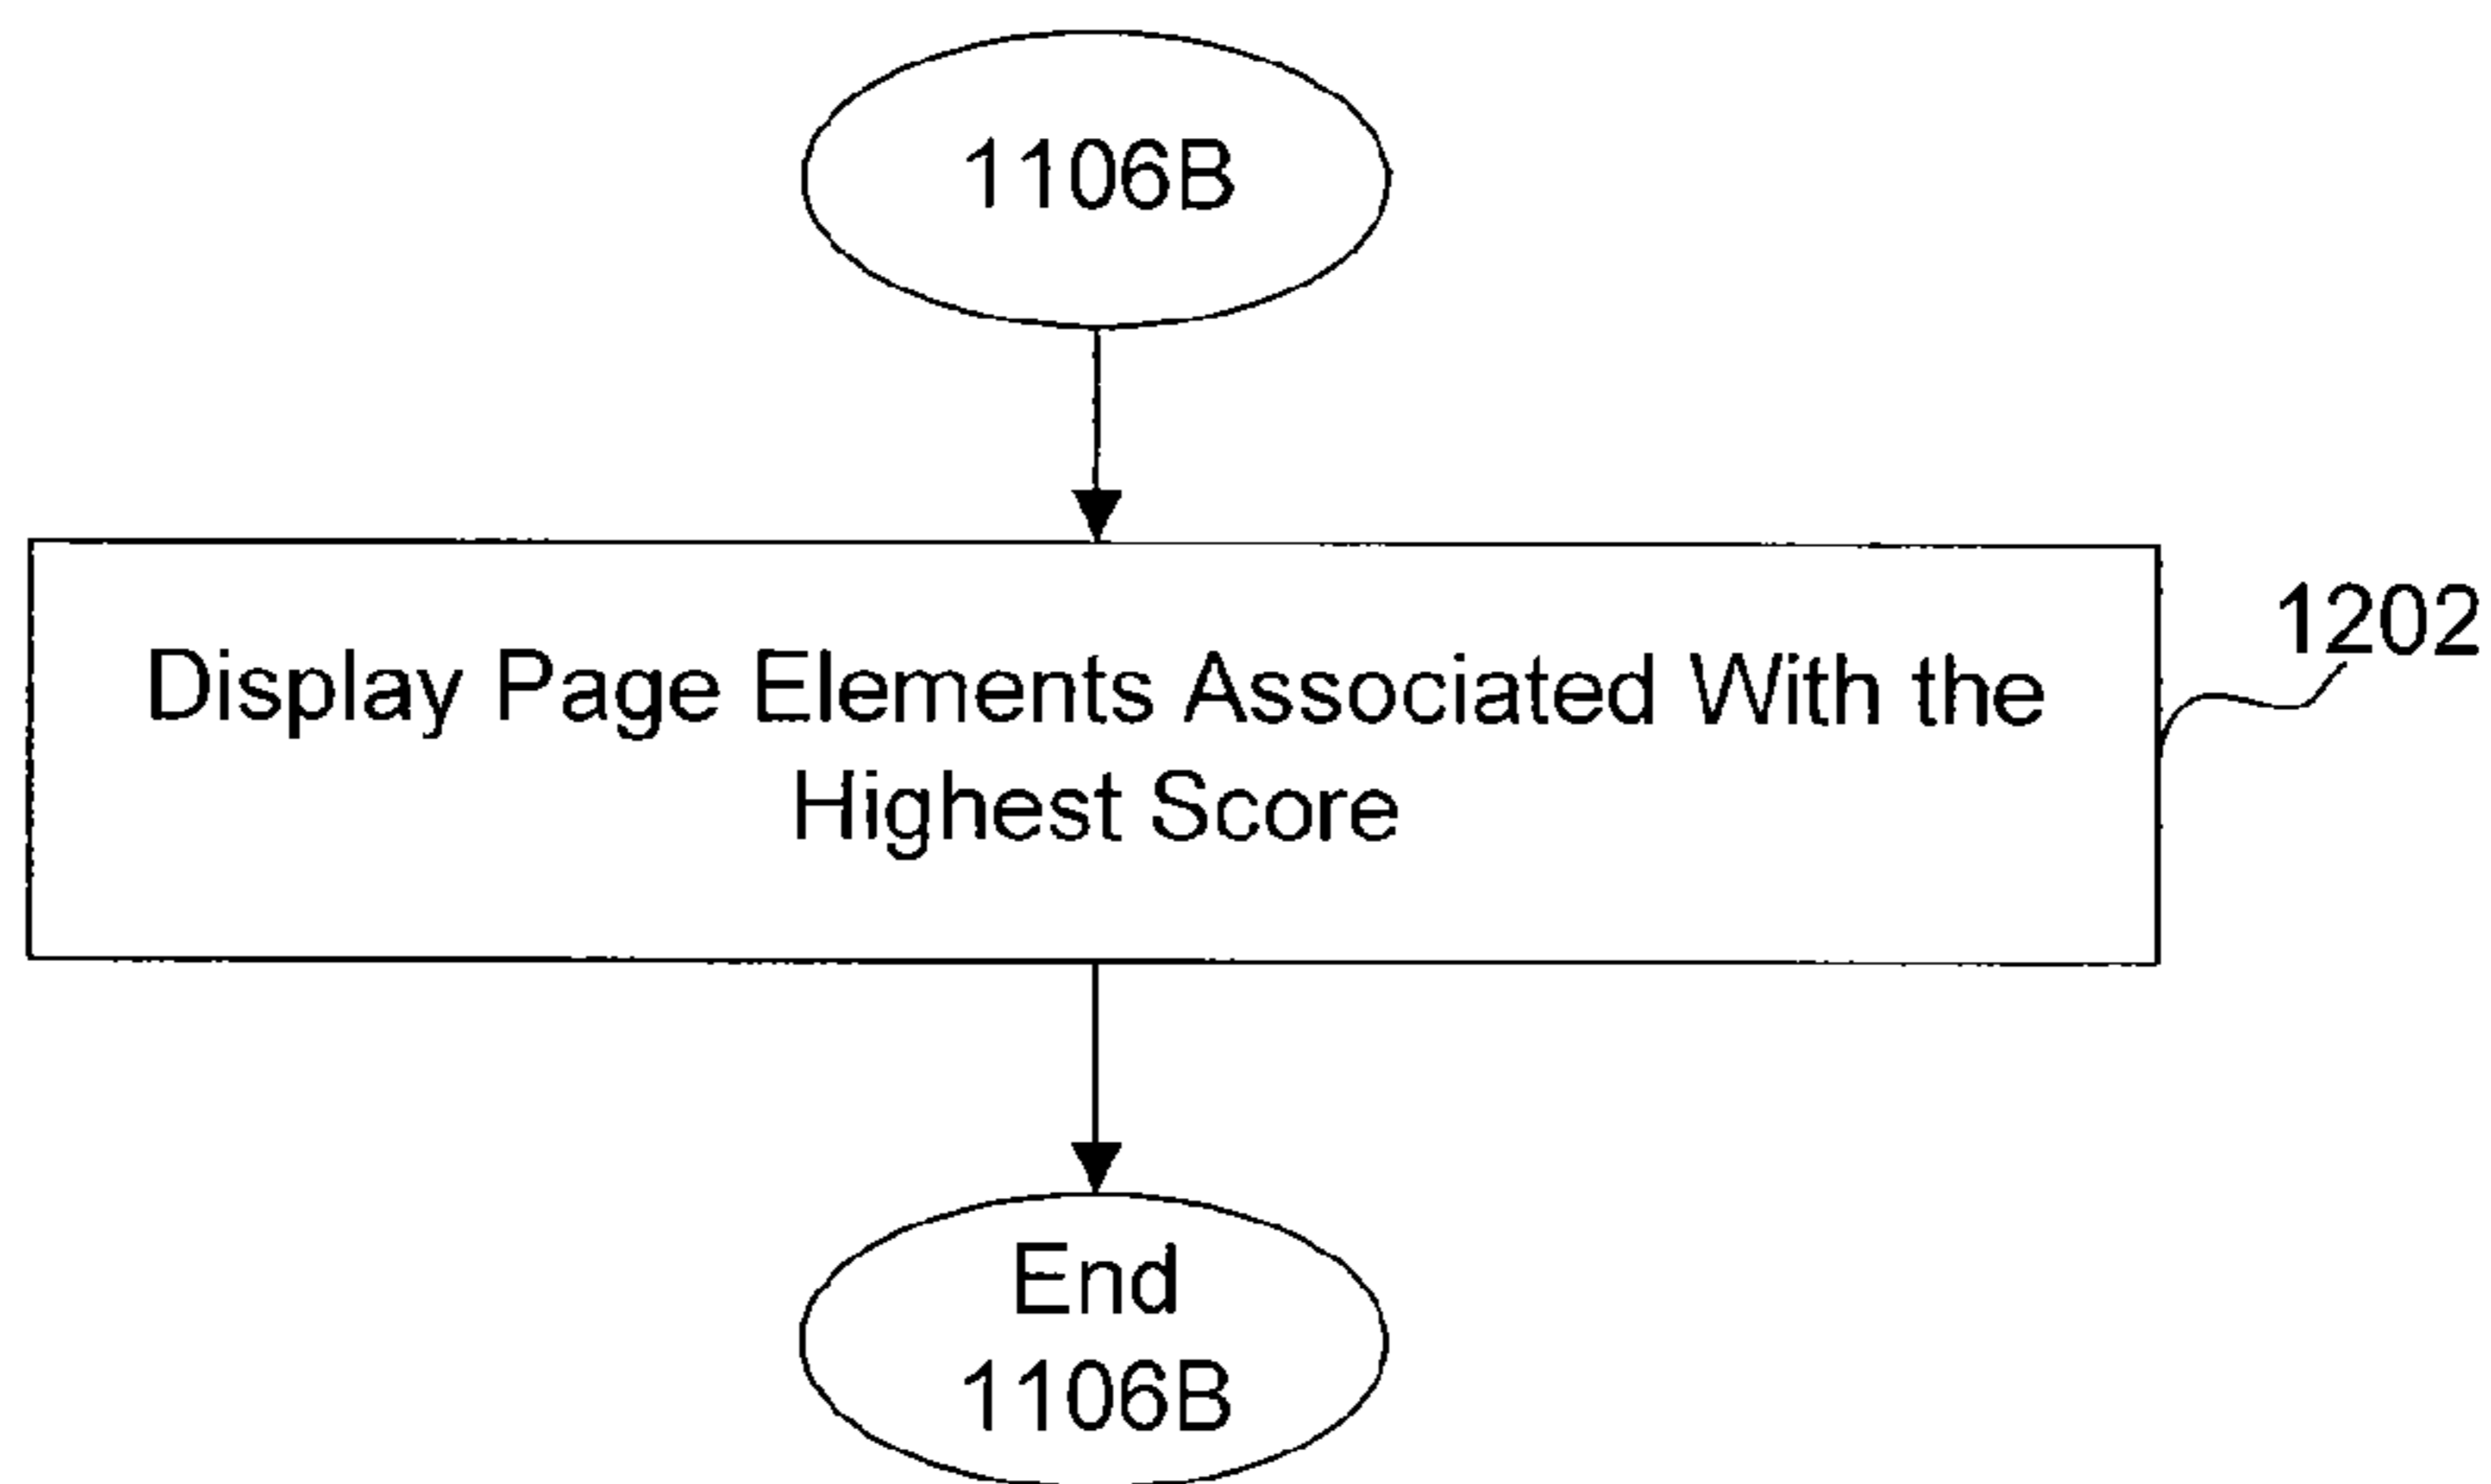 1106B
Display Page Elements Associated With the
Highest Score
1202
End
1106B